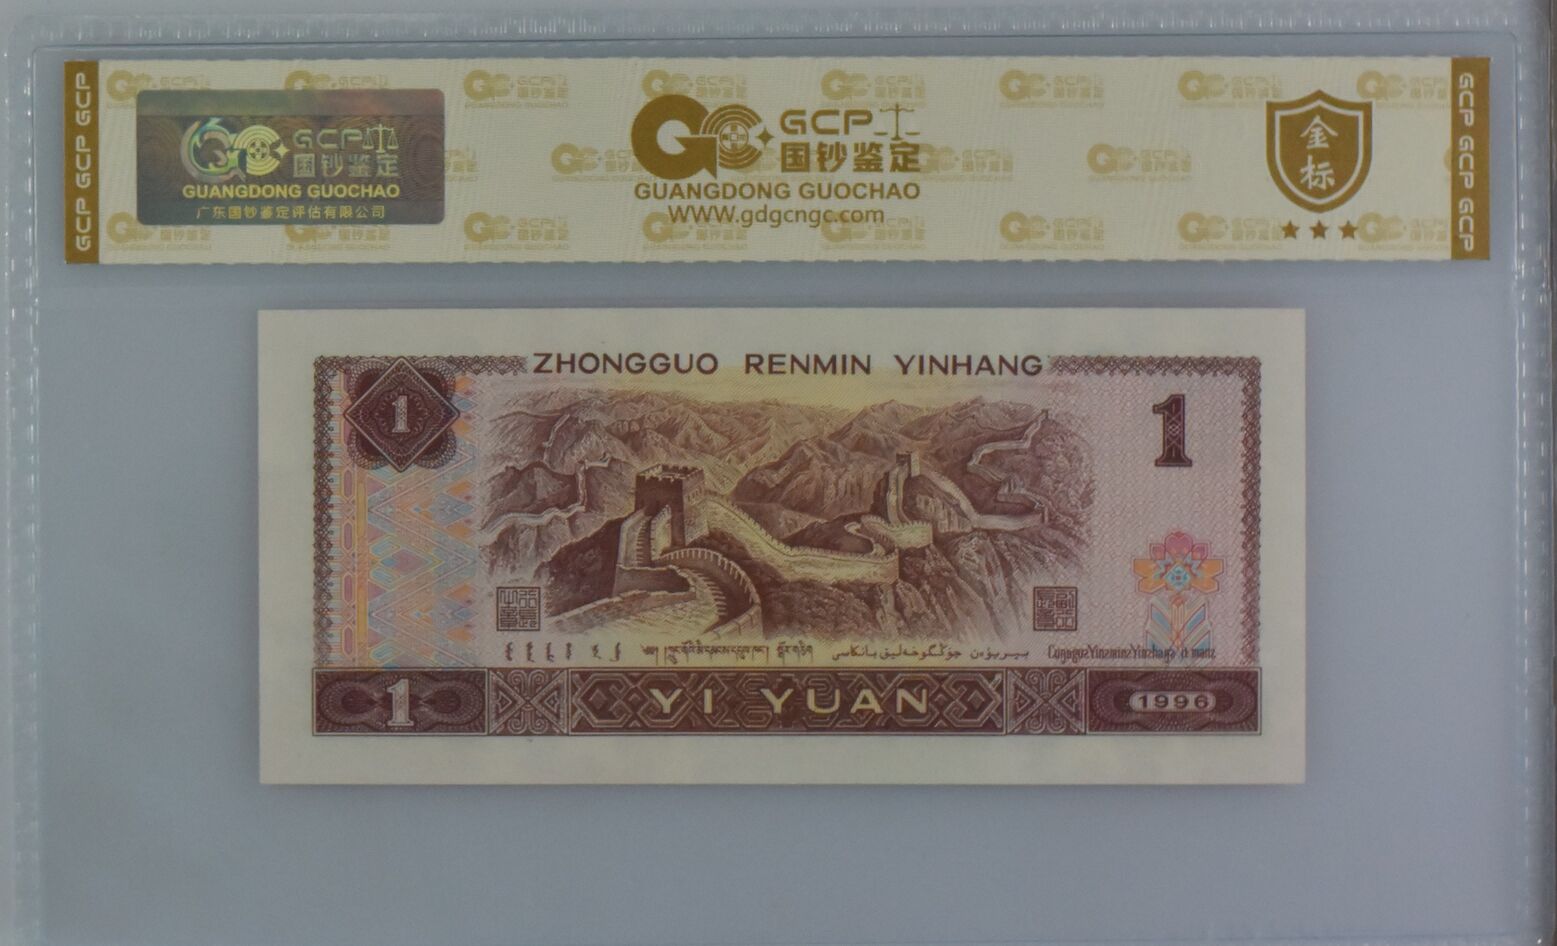 GCP GCP GCP
GCP
国钞鉴定
GUANGDONG GUOCHAO
广东国钞鉴定评估有限公司
GCP
国钞鉴定
GUANGDONG GUOCHAO
WWW.gdgcngc.com
金标
GCP GCP GCP
ZHONGGUO RENMIN YINHANG
1
1
1
YI YUAN
1996